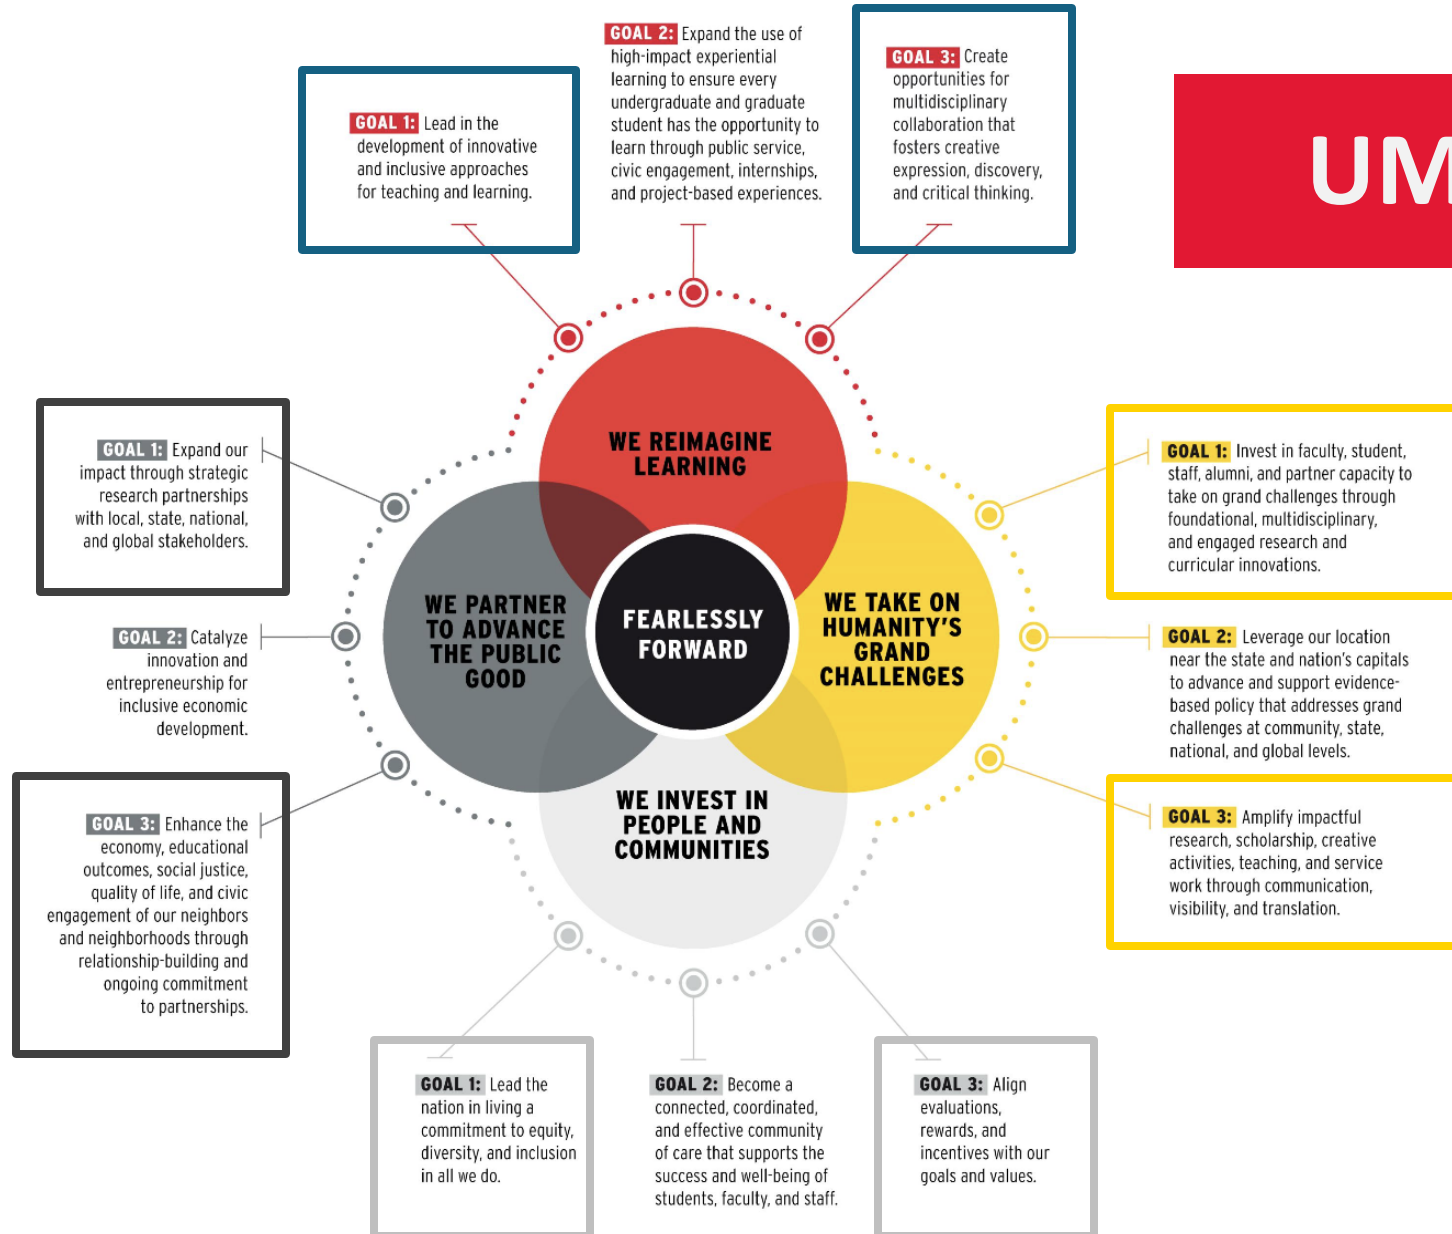 GOAL 1: Lead in the
development of innovative
and inclusive approaches
for teaching and learning.
GOAL 2: Expand the use of
high-impact experiential
learning to ensure every
undergraduate and graduate
student has the opportunity to
learn through public service,
civic engagement, internships,
and project-based experiences.
GOAL 3: Create
opportunities for
multidisciplinary
collaboration that
fosters creative
expression, discovery,
and critical thinking.
UM
GOAL 1: Expand our
impact through strategic
research partnerships
with local, state, national,
and global stakeholders.
GOAL 2: Catalyze
innovation and
entrepreneurship for
inclusive economic
development.
GOAL 3: Enhance the
economy, educational
outcomes, social justice,
quality of life, and civic
engagement of our neighbors
and neighborhoods through
relationship-building and
ongoing commitment
to partnerships.
WE REIMAGINE
LEARNING
WE PARTNER
TO ADVANCE
THE PUBLIC
GOOD
FEARLESSLY
FORWARD
WE TAKE ON
HUMANITY'S
GRAND
CHALLENGES
WE INVEST IN
PEOPLE AND
COMMUNITIES
GOAL 1: Invest in faculty, student,
staff, alumni, and partner capacity to
take on grand challenges through
foundational, multidisciplinary,
and engaged research and
curricular innovations.
GOAL 2: Leverage our location
near the state and nation's capitals
to advance and support evidence-
based policy that addresses grand
challenges at community, state,
national, and global levels.
GOAL 3: Amplify impactful
research, scholarship, creative
activities, teaching, and service
work through communication,
visibility, and translation.
GOAL 1: Lead the
nation in living a
commitment to equity,
diversity, and inclusion
in all we do.
GOAL 2: Become a
connected, coordinated,
and effective community
of care that supports the
success and well-being of
students, faculty, and staff.
GOAL 3: Align
evaluations,
rewards, and
incentives with our
goals and values.